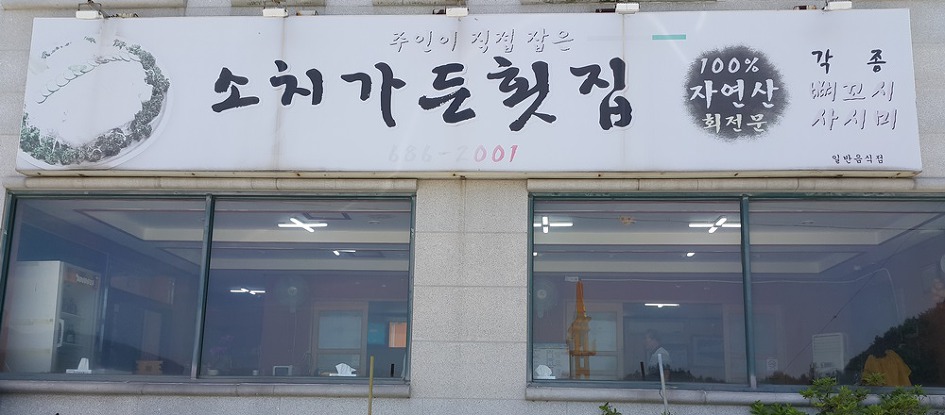 주인이 직접 잡은
소치가든횟집
686-2001
100%
자연산
회전문
각종
뼈꼬시
사시미
일반음식점